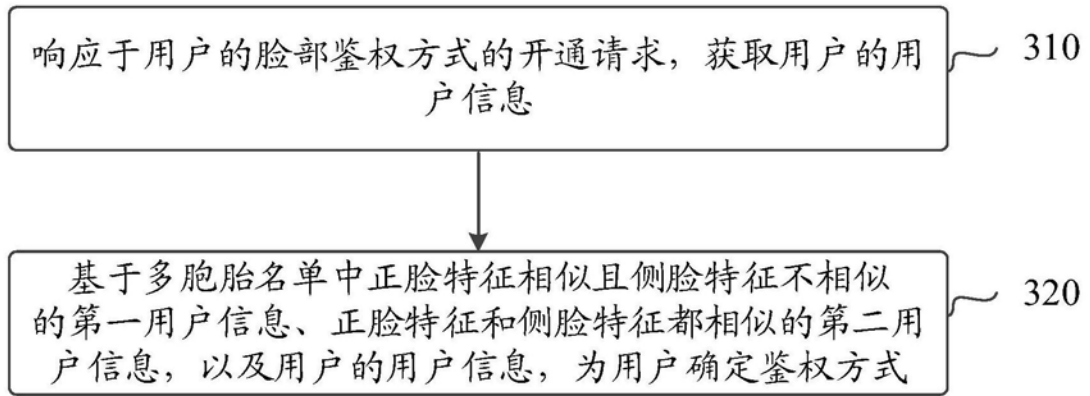 响应于用户的脸部鉴权方式的开通请求，获取用户的用
户信息
310
基于多胞胎名单中正脸特征相似且侧脸特征不相似
的第一用户信息、正脸特征和侧脸特征都相似的第二用
户信息，以及用户的用户信息，为用户确定鉴权方式
320